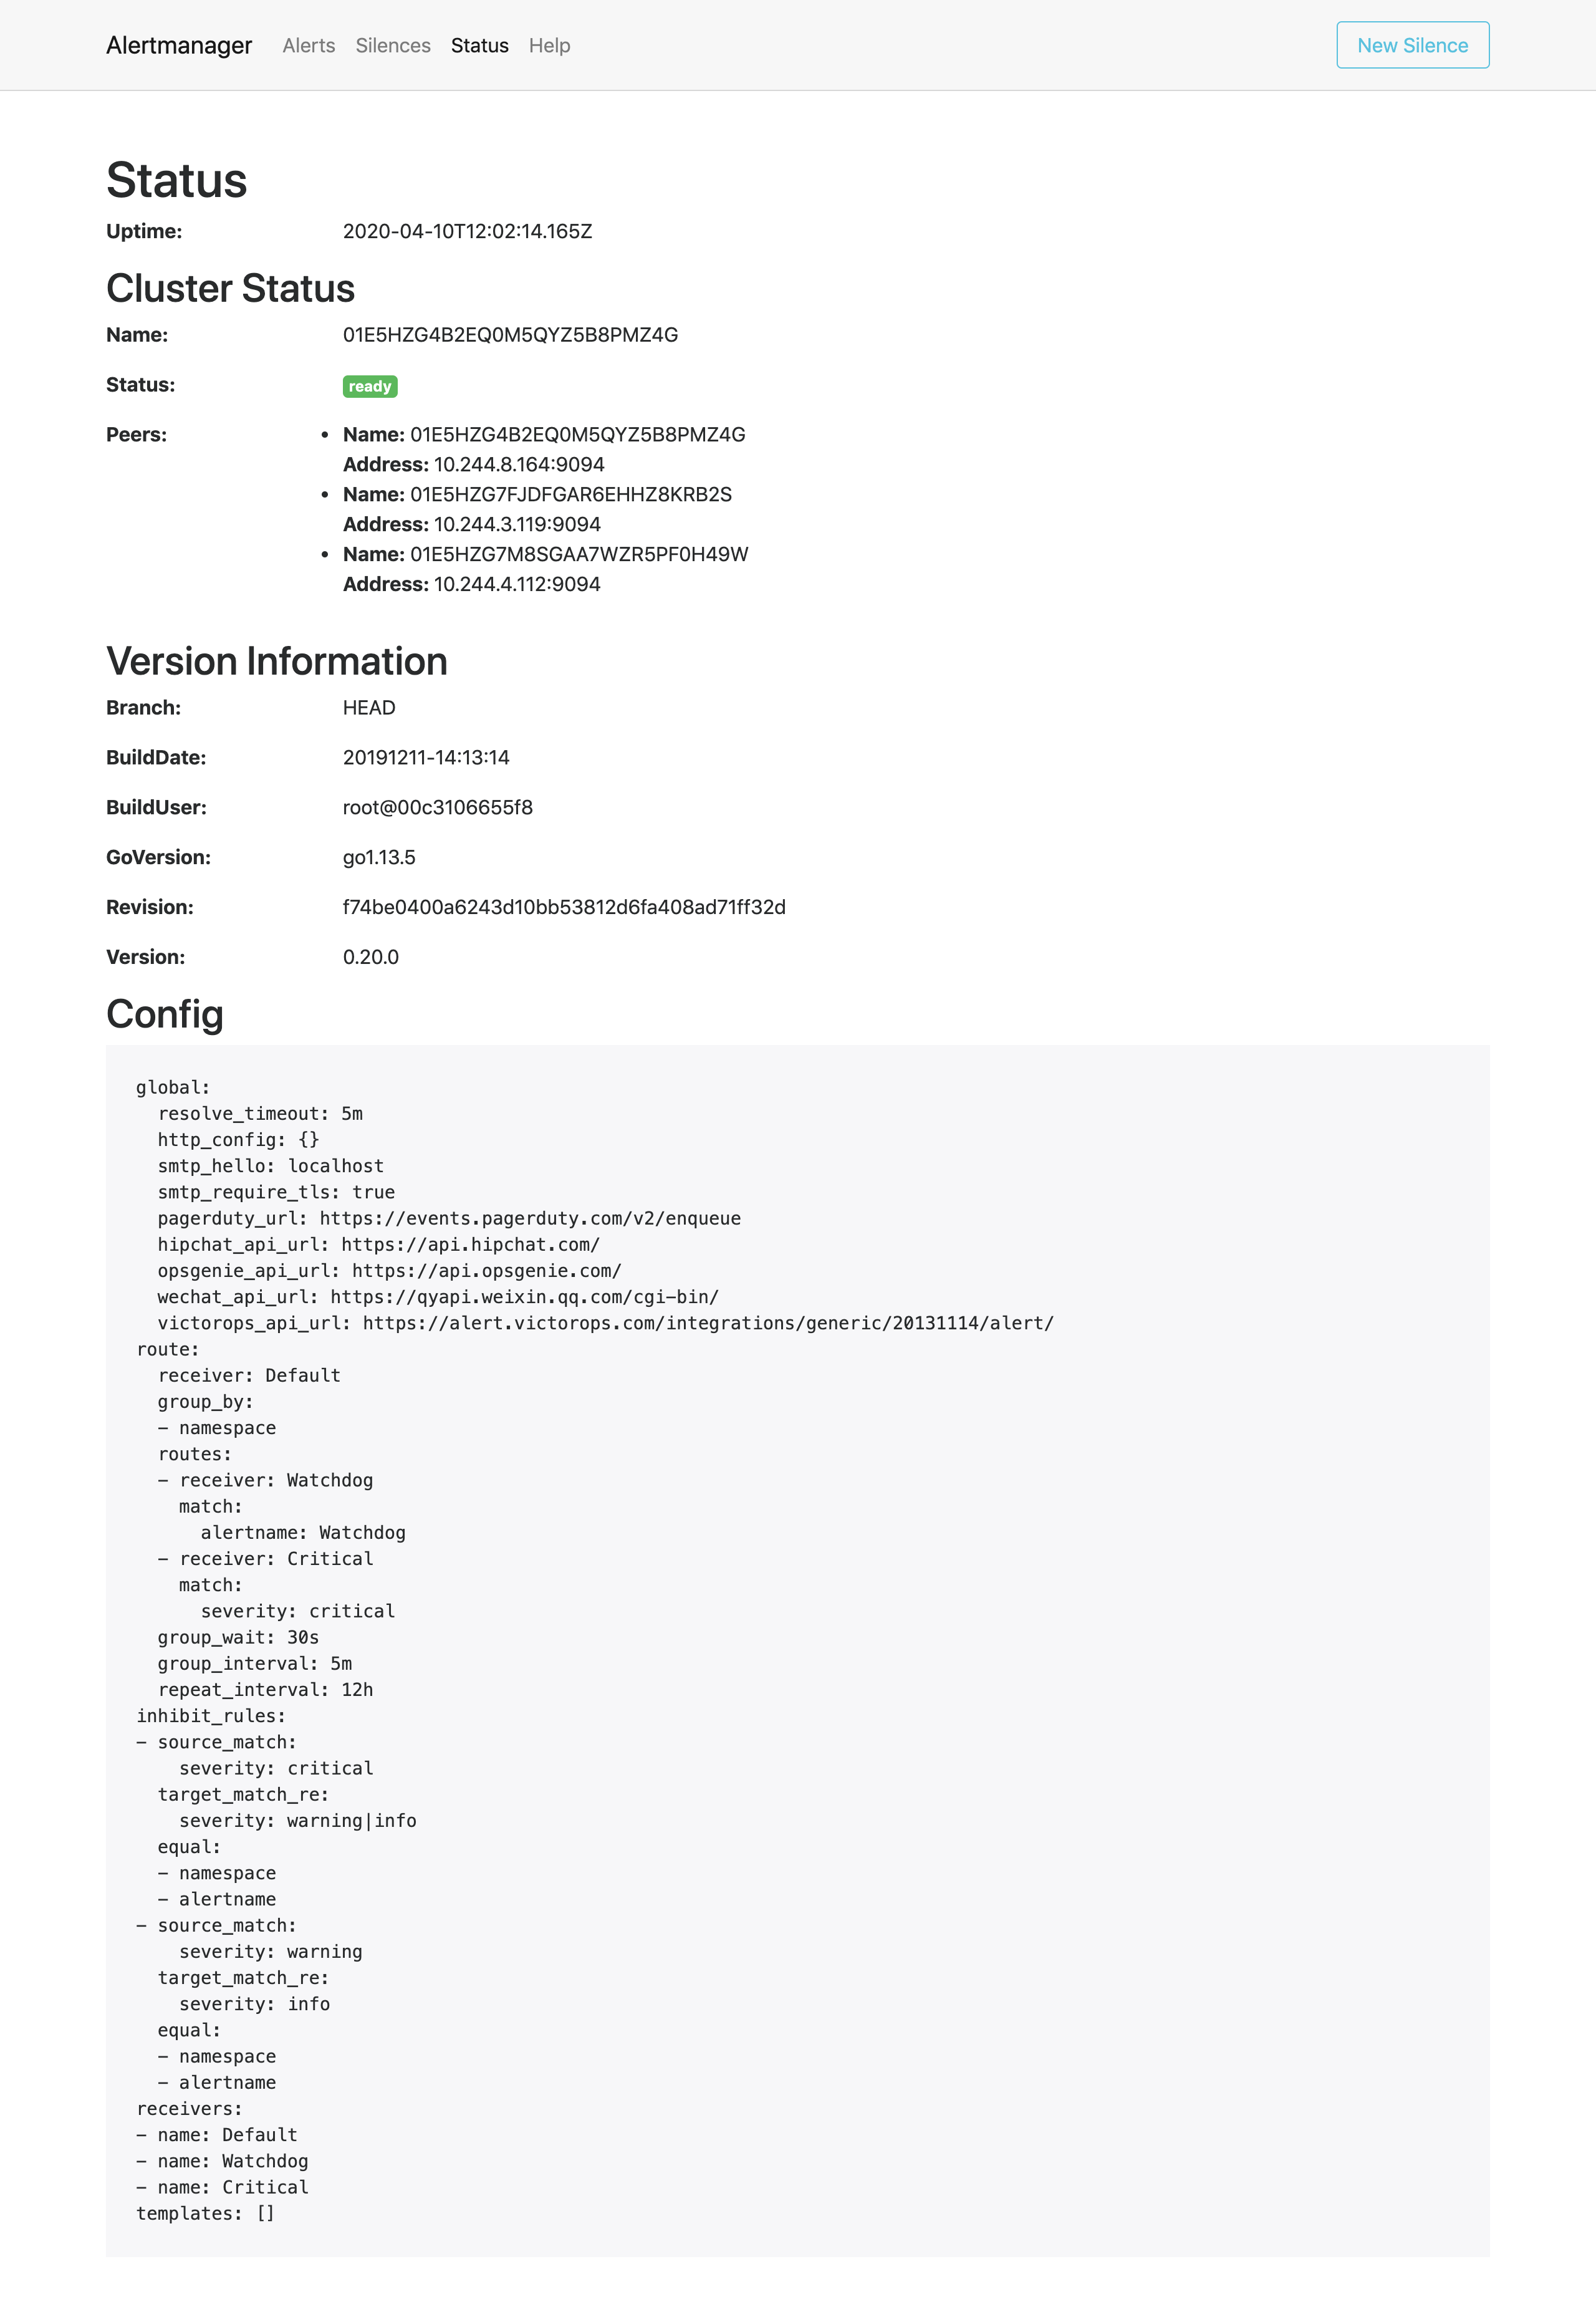 Alertmanager Alerts Silences Status Help New Silence
Status
Uptime: 2020-04-10T12:02:14.165Z
Cluster Status
Name: 01E5HZG4B2EQ0M5QYZ5B8PMZ4G
Status: ready
Peers: • Name: 01E5HZG4B2EQ0M5QYZ5B8PMZ4G
Address: 10.244.8.164:9094
• Name: 01E5HZG7FJDFGAR6EHHZ8KRB2S
Address: 10.244.3.119:9094
• Name: 01E5HZG7M8SGAA7WZR5PF0H49W
Address: 10.244.4.112:9094
Version Information
Branch: HEAD
BuildDate: 20191211-14:13:14
BuildUser: root@00c3106655f8
GoVersion: go1.13.5
Revision: f74be0400a6243d10bb53812d6fa408ad71ff32d
Version: 0.20.0
Config
global:
  resolve_timeout: 5m
  http_config: {}
  smtp_hello: localhost
  smtp_require_tls: true
  pagerduty_url: https://events.pagerduty.com/v2/enqueue
  hipchat_api_url: https://api.hipchat.com/
  opsgenie_api_url: https://api.opsgenie.com/
  wechat_api_url: https://qyapi.weixin.qq.com/cgi-bin/
  victorops_api_url: https://alert.victorops.com/integrations/generic/20131114/alert/
route:
  receiver: Default
  group_by:
  - namespace
  routes:
  - receiver: Watchdog
    match:
      alertname: Watchdog
  - receiver: Critical
    match:
      severity: critical
  group_wait: 30s
  group_interval: 5m
  repeat_interval: 12h
inhibit_rules:
- source_match:
    severity: critical
  target_match_re:
    severity: warning|info
  equal:
  - namespace
  - alertname
- source_match:
    severity: warning
  target_match_re:
    severity: info
  equal:
  - namespace
  - alertname
receivers:
- name: Default
- name: Watchdog
- name: Critical
templates: []